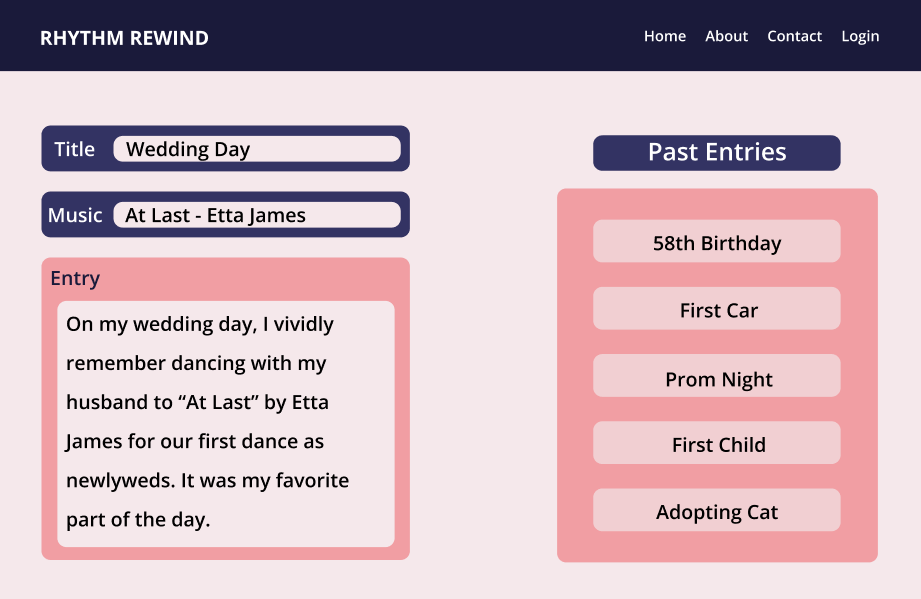 RHYTHM REWIND
Home About Contact Login
Title Wedding Day
Music At Last - Etta James
Entry
On my wedding day, I vividly
remember dancing with my
husband to “At Last” by Etta
James for our first dance as
newlyweds. It was my favorite
part of the day.
Past Entries
58th Birthday
First Car
Prom Night
First Child
Adopting Cat